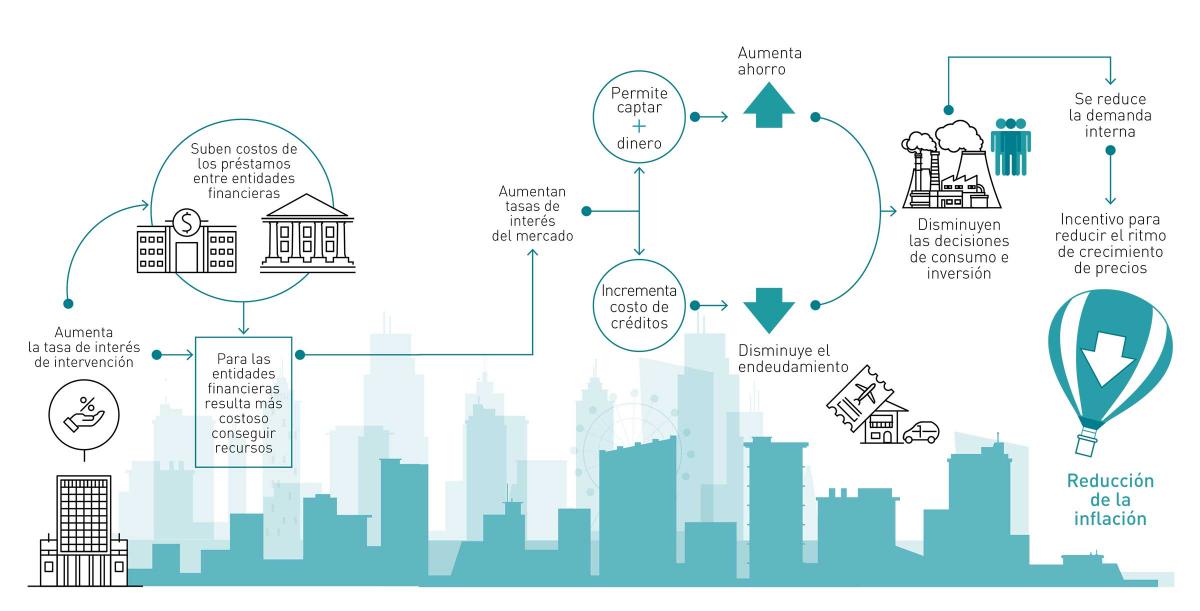 Aumenta
la tasa de interés
de intervención
%
Suben costos de
los préstamos
entre entidades
financieras
$
Para las
entidades
financieras
resulta más
costoso
conseguir
recursos
Aumentan
tasas de
interés
del mercado
Permite
captar
+
dinero
Aumenta
ahorro
Incrementa
costo de
créditos
Disminuye el
endeudamiento
Disminuyen
las decisiones
de consumo e
inversión
Se reduce
la demanda
interna
Incentivo para
reducir el ritmo
de crecimiento
de precios
Reducción
de la
inflación